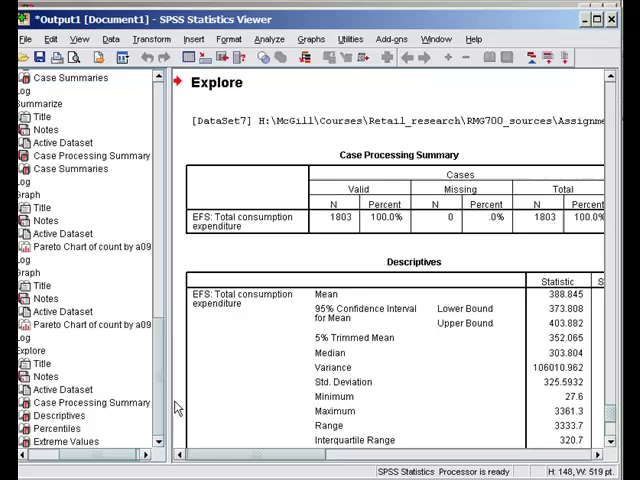 *Output1 [Document1] - SPSS Statistics Viewer
File Edit View Data Transform Insert Format Analyze Graphs Utilities Add-ons Window Help
Case Summaries
Log
Summarize
Title
Notes
Active Dataset
Case Processing Summary
Case Summaries
Log
Graph
Title
Notes
Active Dataset
Pareto Chart of count by a09
Log
Graph
Title
Notes
Active Dataset
Pareto Chart of count by a09
Log
Explore
Title
Notes
Active Dataset
Case Processing Summary
Descriptives
Percentiles
Extreme Values
Explore
[DataSet7] H:\McGill\Courses\Retail_research\RMG700_sources\Assignme
Case Processing Summary
Cases
Valid Missing Total
N Percent N Percent N Percent
EFS: Total consumption expenditure 1803 100.0% 0 .0% 1803 100.0%
Descriptives
Statistic S
EFS: Total consumption expenditure Mean 388.845
95% Confidence Interval for Mean Lower Bound 373.808
Upper Bound 403.882
5% Trimmed Mean 352.065
Median 303.804
Variance 106010.962
Std. Deviation 325.5932
Minimum 27.6
Maximum 3361.3
Range 3333.7
Interquartile Range 320.7
SPSS Statistics Processor is ready H: 148, W: 519 pt.